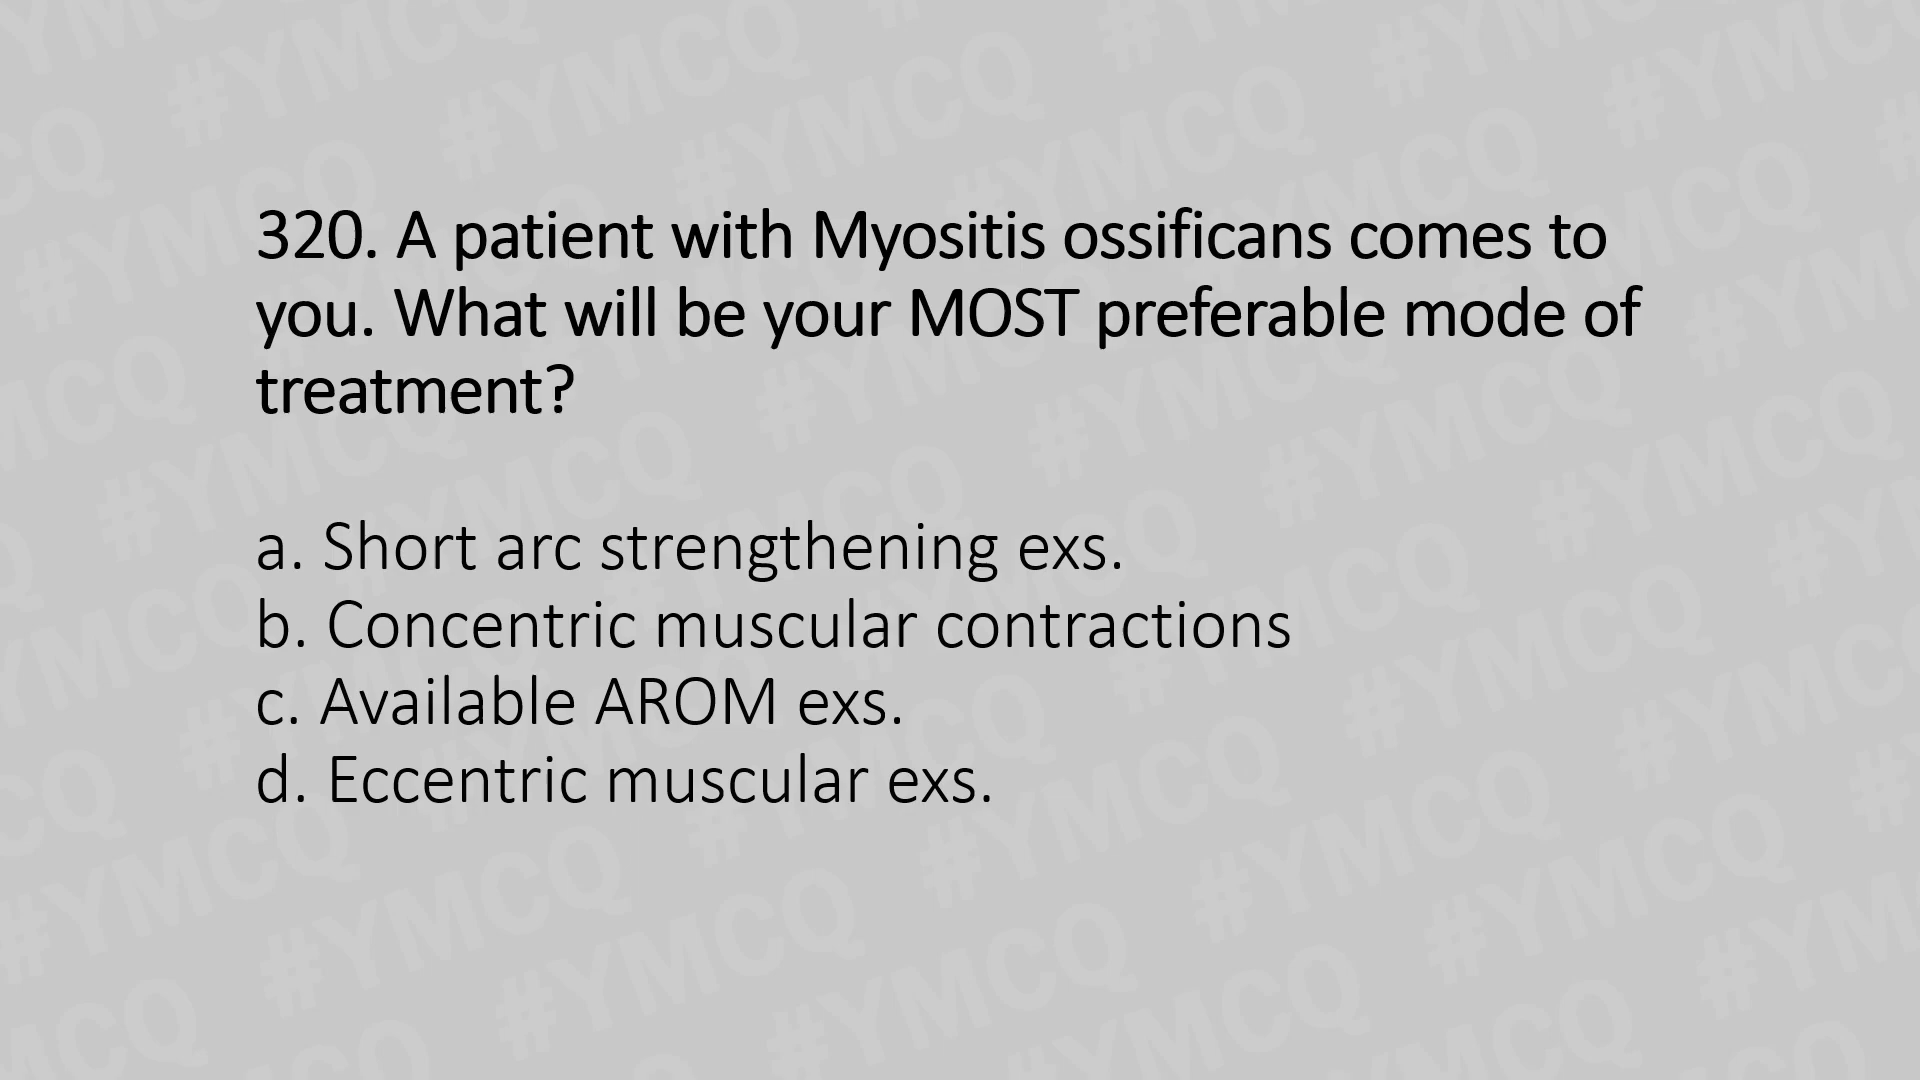 320. A patient with Myositis ossificans comes to
you. What will be your MOST preferable mode of
treatment?
a. Short arc strengthening exs.
b. Concentric muscular contractions
c. Available AROM exs.
d. Eccentric muscular exs.
#YMCQ